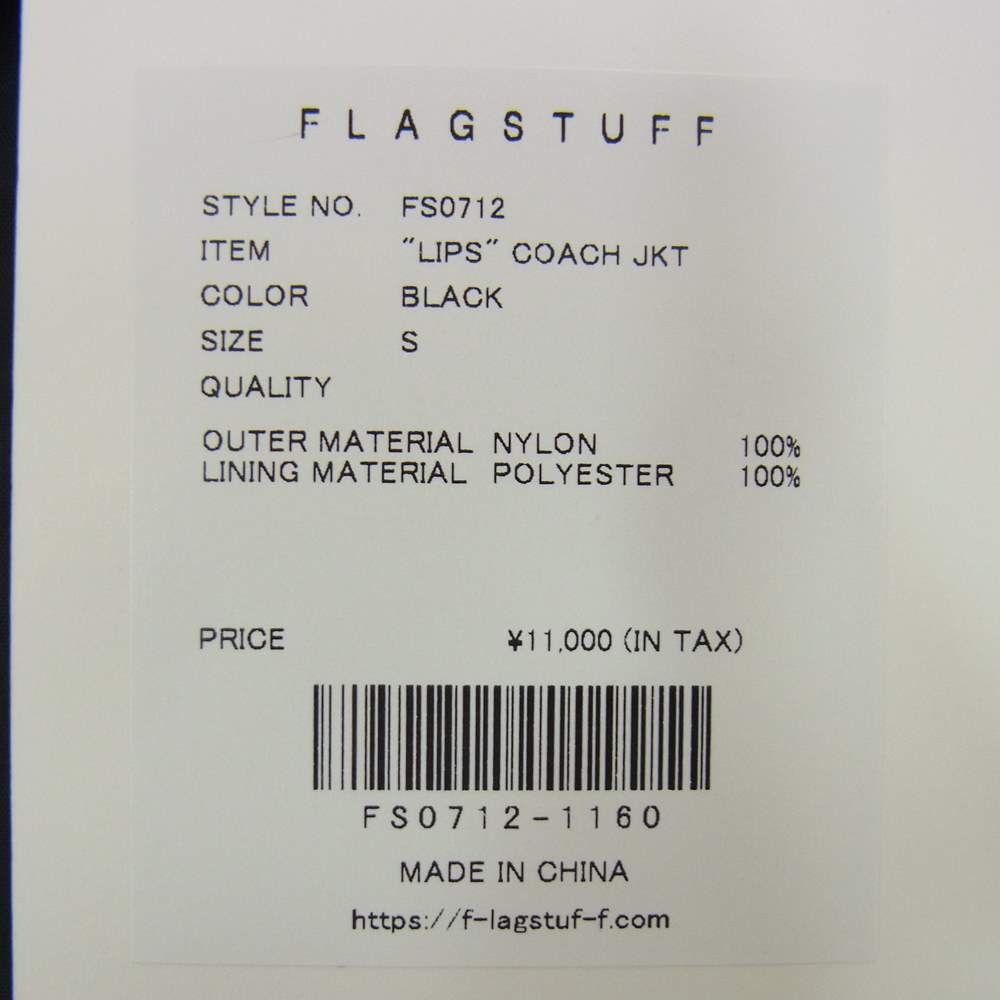 FLAGSTUFF
STYLE NO. FS0712
ITEM "LIPS" COACH JKT
COLOR BLACK
SIZE S
QUALITY
OUTER MATERIAL NYLON 100%
LINING MATERIAL POLYESTER 100%
PRICE ¥11,000 (IN TAX)
FS0712-1160
MADE IN CHINA
https://f-lagstuf-f.com